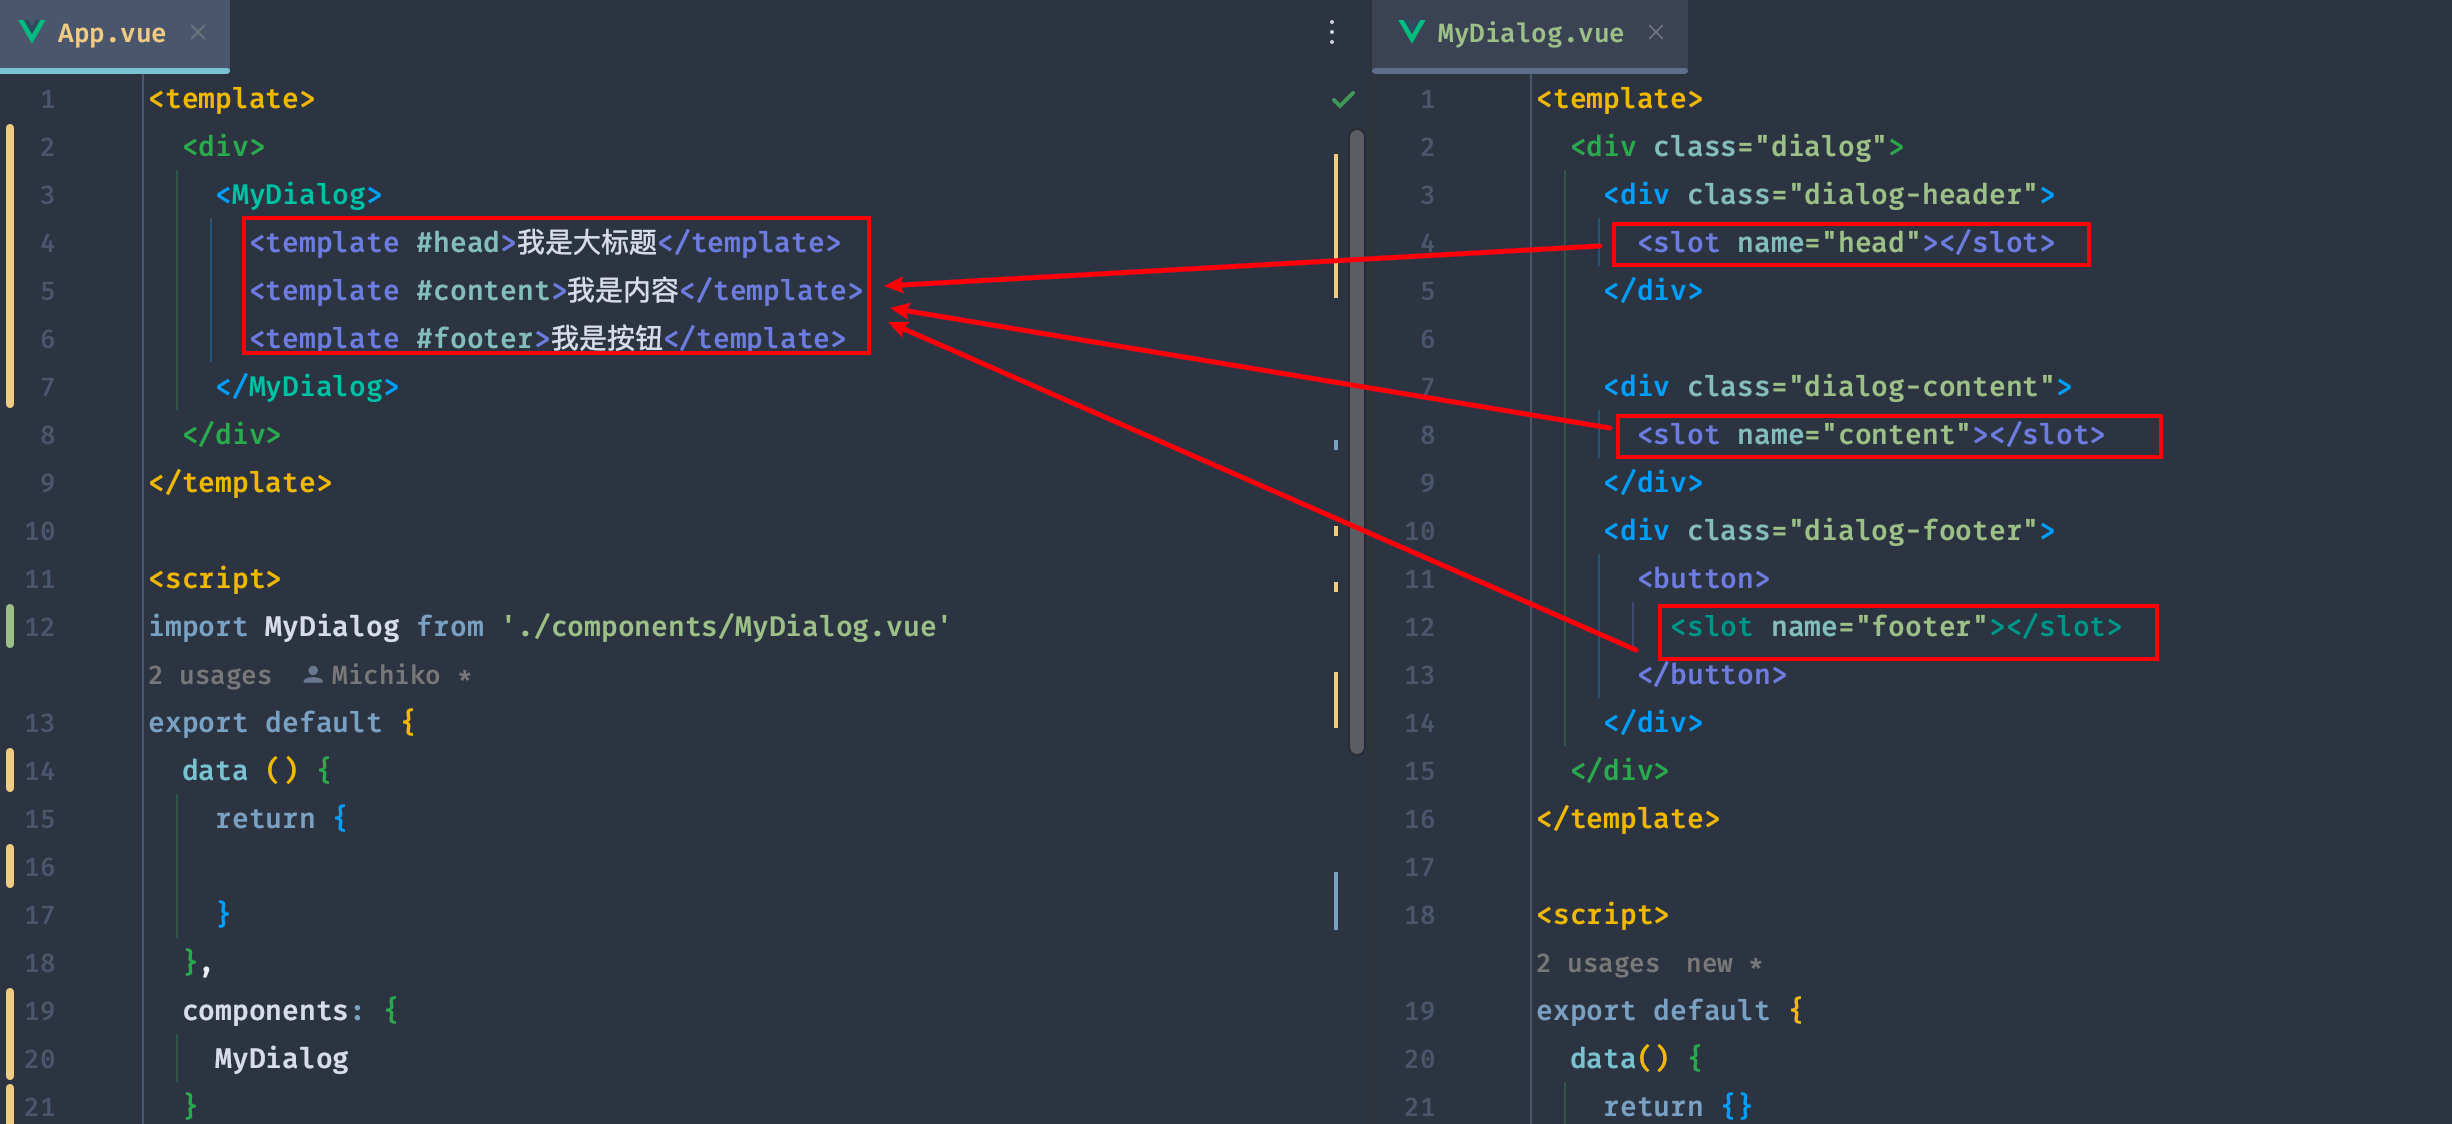 App.vue
1 <template>
2 <div>
3 <MyDialog>
4 <template #head>我是大标题</template>
5 <template #content>我是内容</template>
6 <template #footer>我是按钮</template>
7 </MyDialog>
8 </div>
9 </template>
10
11 <script>
12 import MyDialog from './components/MyDialog.vue'
2 usages Michiko *
13 export default {
14 data () {
15 return {
16
17 }
18 },
19 components: {
20 MyDialog
21 }
MyDialog.vue
1 <template>
2 <div class="dialog">
3 <div class="dialog-header">
4 <slot name="head"></slot>
5 </div>
6
7 <div class="dialog-content">
8 <slot name="content"></slot>
9 </div>
10 <div class="dialog-footer">
11 <button>
12 <slot name="footer"></slot>
13 </button>
14 </div>
15 </div>
16 </template>
17
18 <script>
2 usages new *
19 export default {
20 data() {
21 return {}